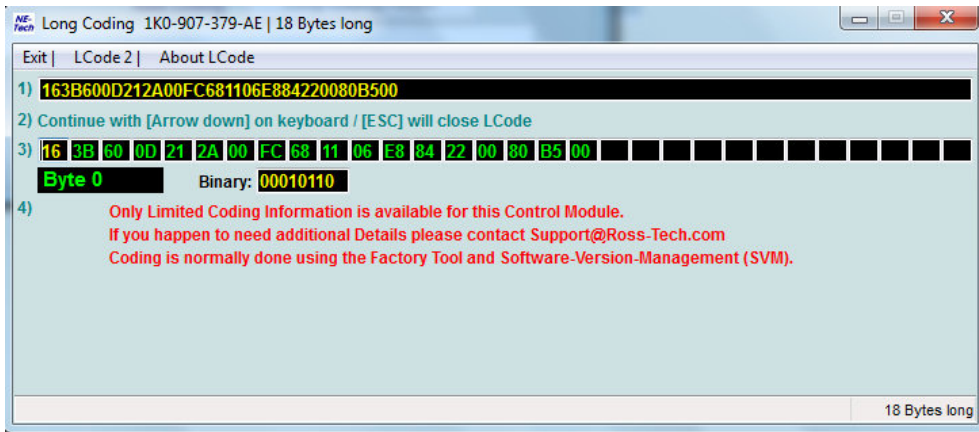 NE-Tech Long Coding 1K0-907-379-AE | 18 Bytes long
Exit | LCode 2 | About LCode
1) 163B600D212A00FC681106E884220080B500
2) Continue with [Arrow down] on keyboard / [ESC] will close LCode
3) 16 3B 60 0D 21 2A 00 FC 68 11 06 E8 84 22 00 80 B5 00
Byte 0 Binary: 00010110
4) Only Limited Coding Information is available for this Control Module.
If you happen to need additional Details please contact Support@Ross-Tech.com
Coding is normally done using the Factory Tool and Software-Version-Management (SVM).
18 Bytes long